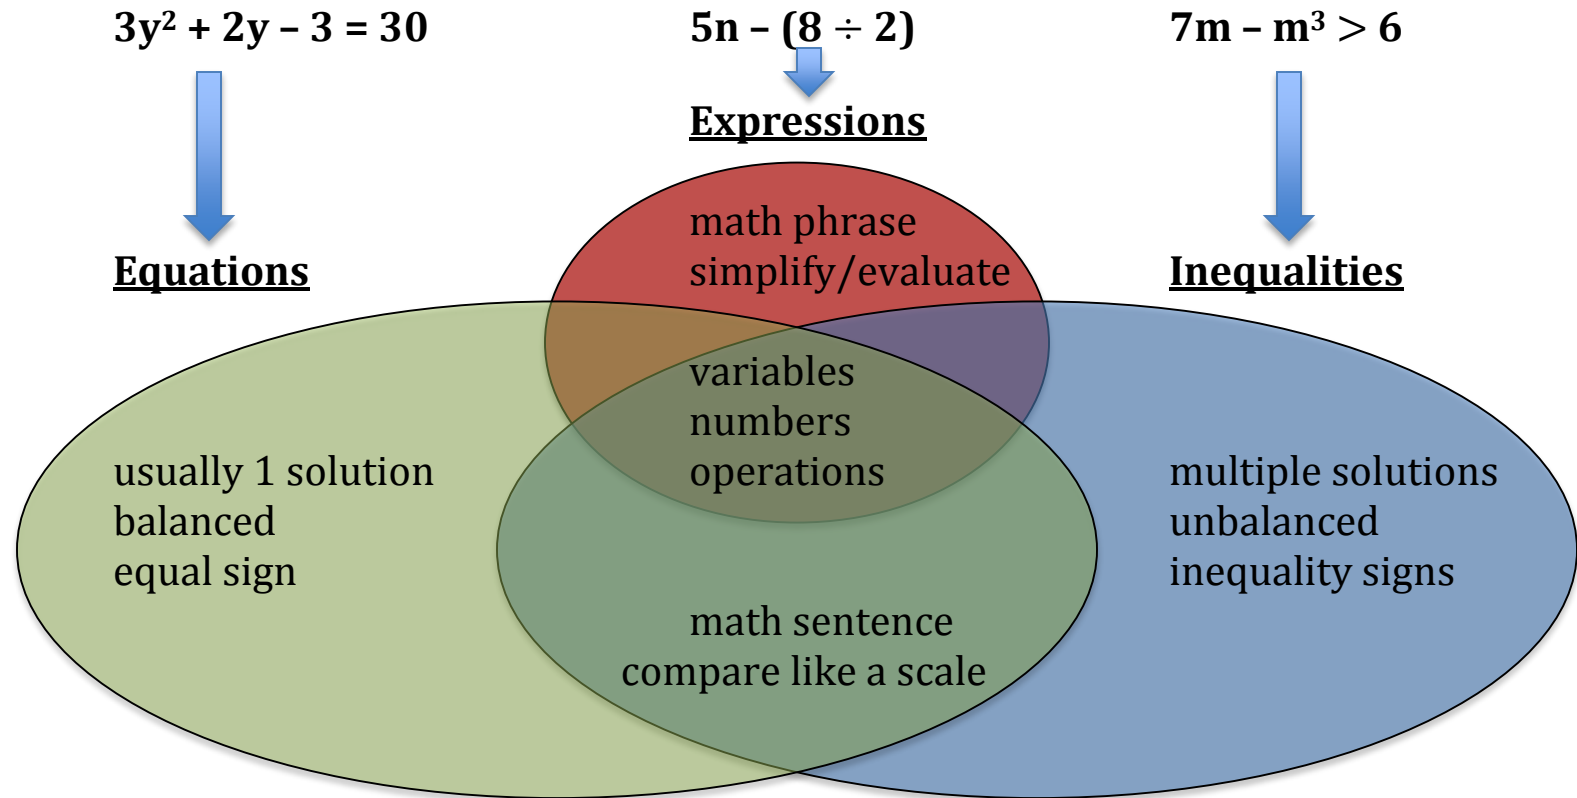 3y² + 2y – 3 = 30
5n – (8 ÷ 2)
7m – m³ > 6
Expressions
math phrase
simplify/evaluate
Equations
Inequalities
variables
numbers
operations
usually 1 solution
balanced
equal sign
multiple solutions
unbalanced
inequality signs
math sentence
compare like a scale